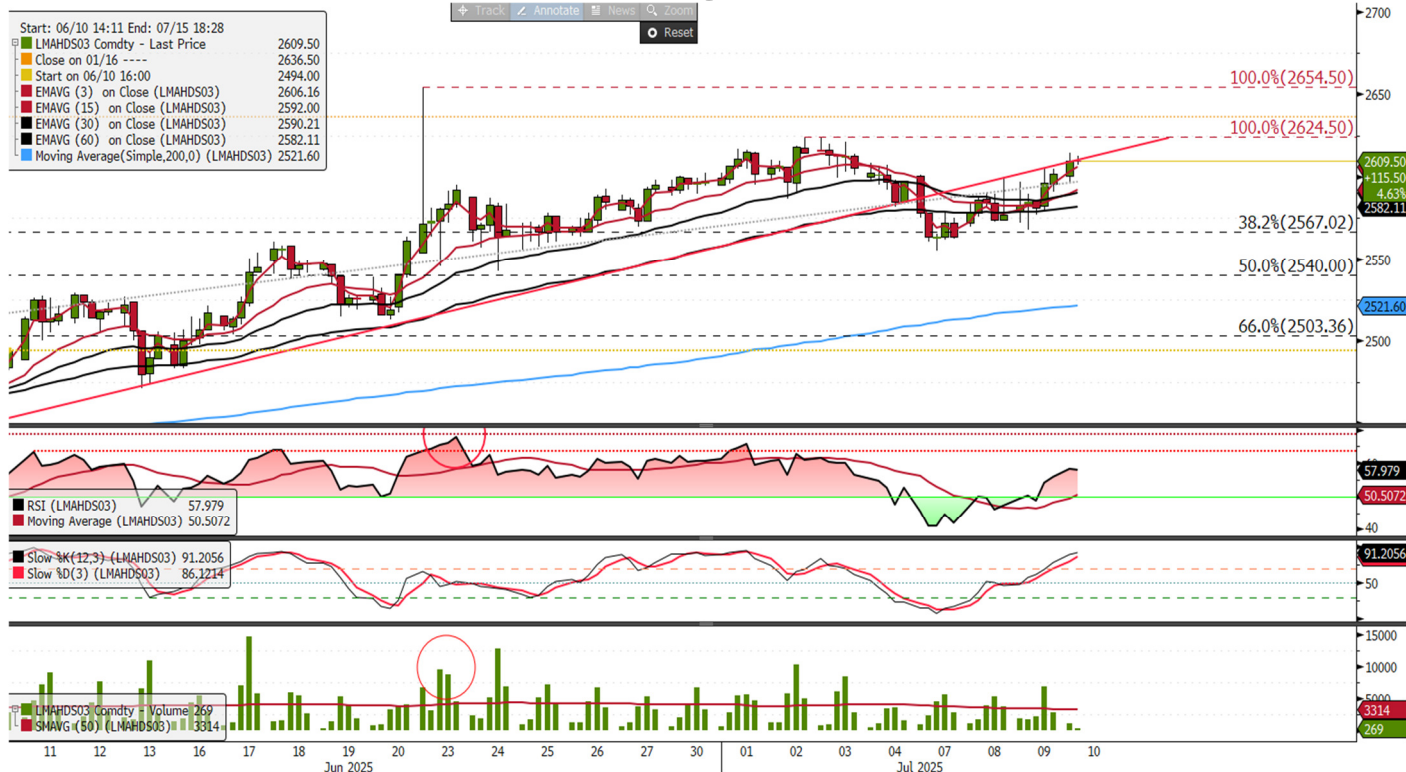 Track Annotate News Zoom
Reset
Start: 06/10 14:11 End: 07/15 18:28
LMAHDS03 Comdty - Last Price 2609.50
Close on 01/16 ---- 2636.50
Start on 06/10 16:00 2494.00
EMAVG (3) on Close (LMAHDS03) 2606.16
EMAVG (15) on Close (LMAHDS03) 2592.00
EMAVG (30) on Close (LMAHDS03) 2590.21
EMAVG (60) on Close (LMAHDS03) 2582.11
Moving Average(Simple,200,0) (LMAHDS03) 2521.60
2700
100.0%(2654.50)
2650
100.0%(2624.50)
2609.50
+115.50
4.63%
2582.11
38.2%(2567.02)
2550
50.0%(2540.00)
2521.60
66.0%(2503.36)
2500
57.979
50.5072
40
RSI (LMAHDS03) 57.979
Moving Average (LMAHDS03) 50.5072
Slow %K(12,3) (LMAHDS03) 91.2056
Slow %D(3) (LMAHDS03) 86.1214
91.2056
50
15000
10000
5000
3314
269
LMAHDS03 Comdty - Volume 269
SMAVG (50) (LMAHDS03) 3314
11 12 13 16 17 18 19 20 23 24 25 26 27 30 01 02 03 04 07 08 09 10
Jun 2025 Jul 2025